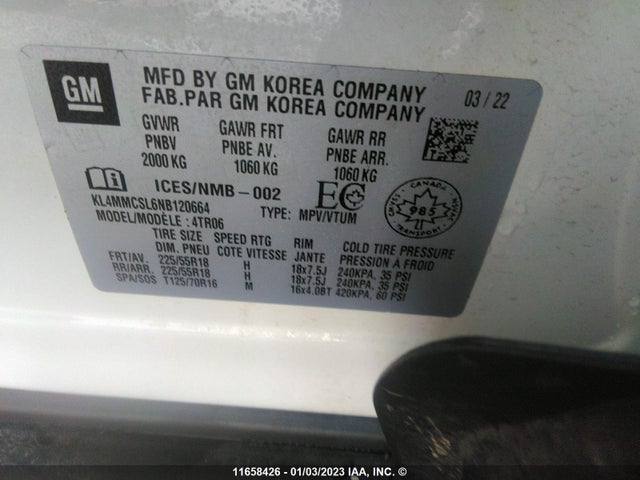 GM
MFD BY GM KOREA COMPANY
FAB.PAR GM KOREA COMPANY
03 / 22
GVWR GAWR FRT GAWR RR
PNBV PNBE AV. PNBE ARR.
2000 KG 1060 KG 1060 KG
ICES/NMB-002
EC
KL4MMCSL6NB120664
TYPE: MPV/VTUM
MODEL/MODÈLE : 4TR06
CANADA
985
TRANSPORT
TIRE SIZE SPEED RTG RIM COLD TIRE PRESSURE
DIM. PNEU COTE VITESSE JANTE PRESSION À FROID
FRT/AV. 225/55R18 H 18x7.5J 240KPA, 35 PSI
RR/ARR. 225/55R18 H 18x7.5J 240KPA, 35 PSI
SPA/SOS T125/70R16 M 16x4.0BT 420KPA, 60 PSI
11658426 - 01/03/2023 IAA, INC. ©